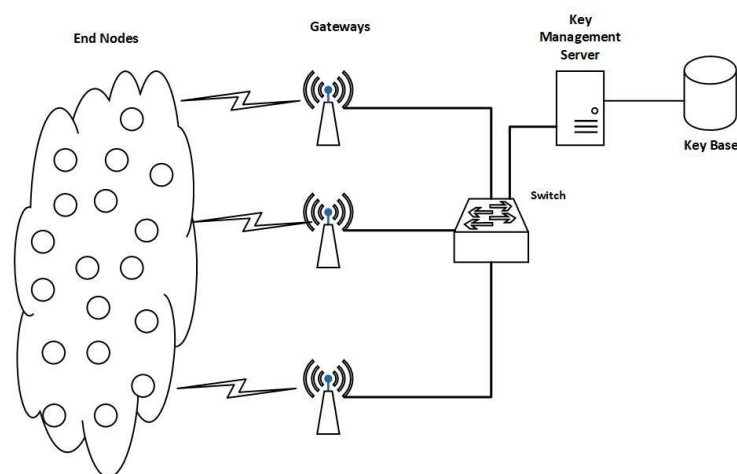 End Nodes
Gateways
Key
Management
Server
Key Base
Switch